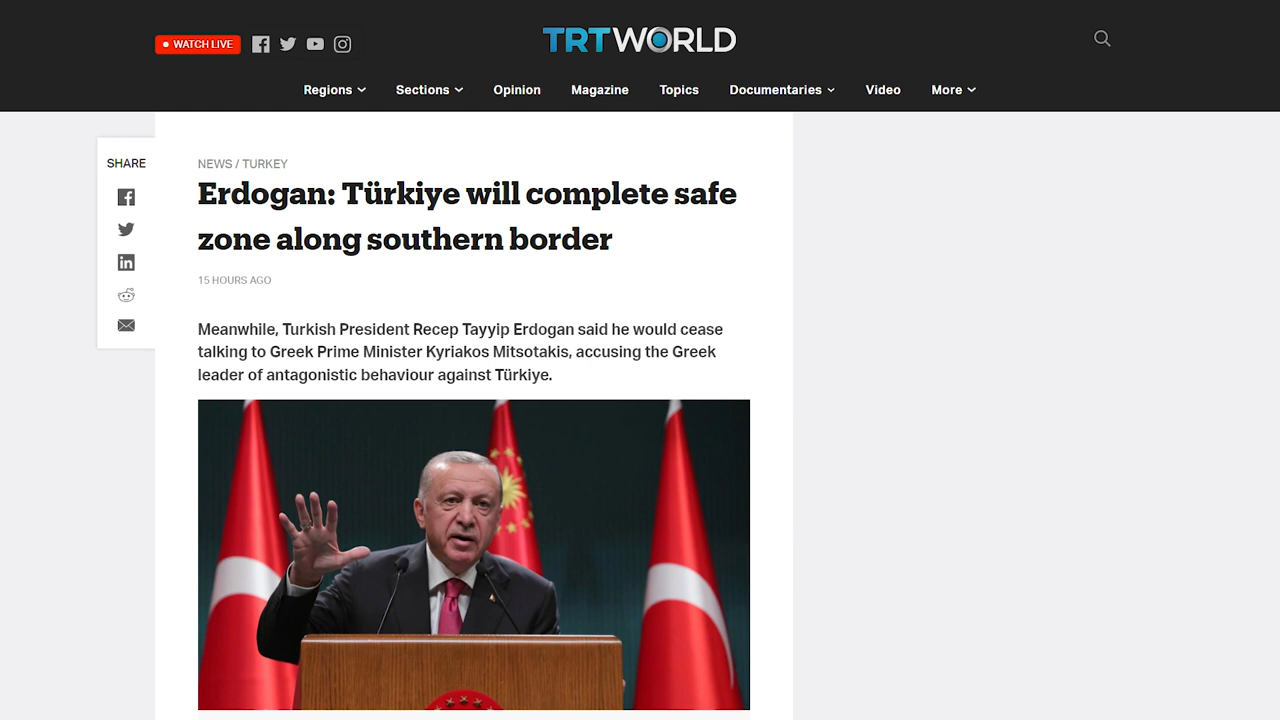 WATCH LIVE
TRTWORLD
Regions Sections Opinion Magazine Topics Documentaries Video More
SHARE
NEWS / TURKEY
Erdogan: Türkiye will complete safe
zone along southern border
15 HOURS AGO
Meanwhile, Turkish President Recep Tayyip Erdogan said he would cease
talking to Greek Prime Minister Kyriakos Mitsotakis, accusing the Greek
leader of antagonistic behaviour against Türkiye.